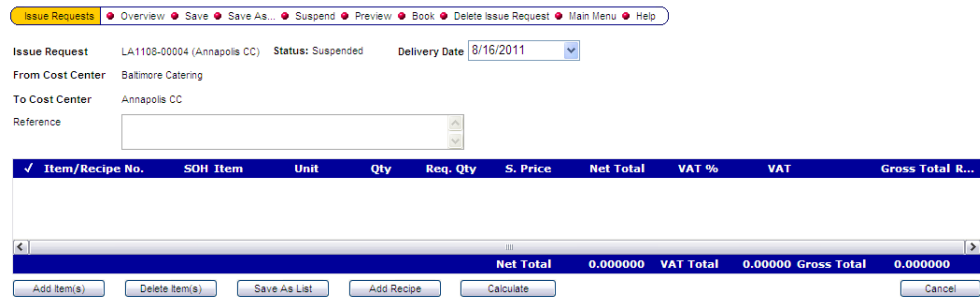 Issue Requests Overview Save Save As... Suspend Preview Book Delete Issue Request Main Menu Help
Issue Request LA1108-00004 (Annapolis CC) Status: Suspended Delivery Date 8/16/2011
From Cost Center Baltimore Catering
To Cost Center Annapolis CC
Reference
✓ Item/Recipe No. SOH Item Unit Qty Req. Qty S. Price Net Total VAT % VAT Gross Total R...
Net Total 0.000000 VAT Total 0.00000 Gross Total 0.000000
Add Item(s) Delete Item(s) Save As List Add Recipe Calculate Cancel